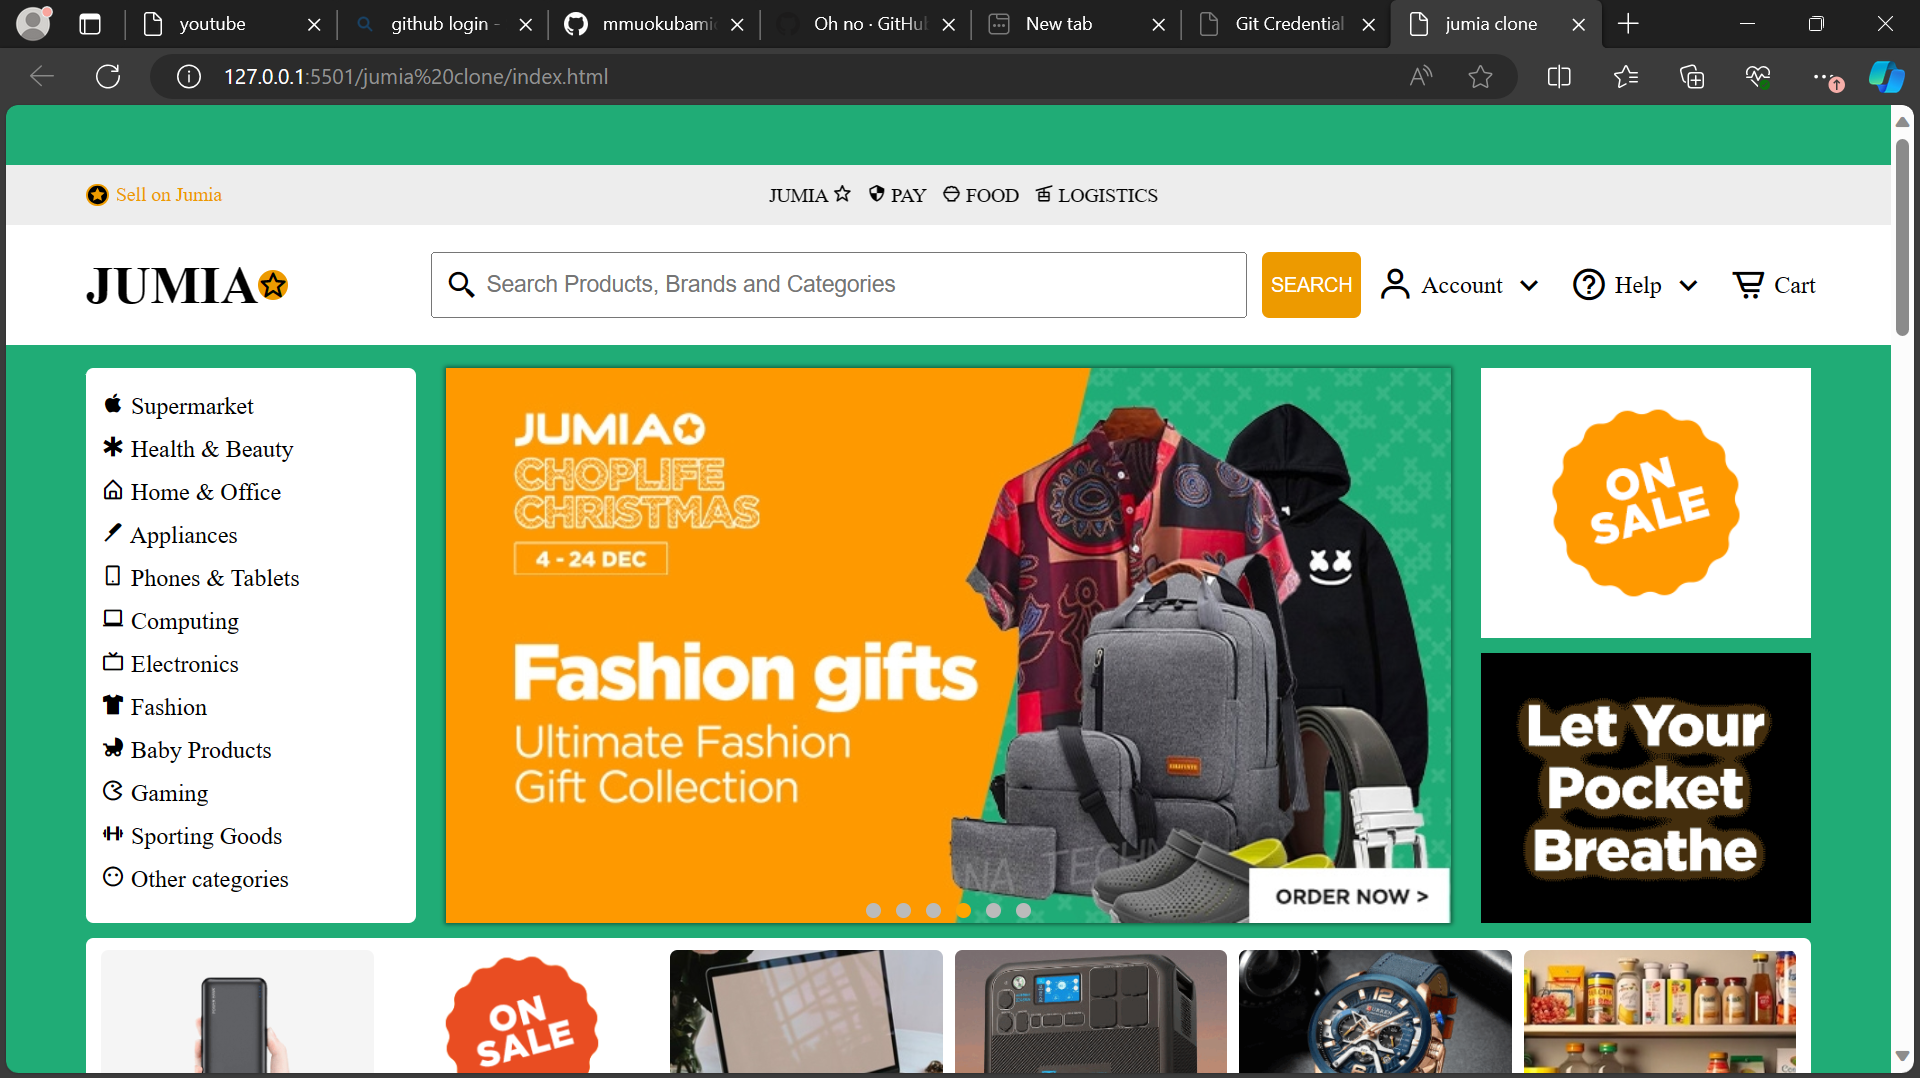 youtube
github login -
mmuokubami
Oh no · GitHub
New tab
Git Credential
jumia clone
127.0.0.1:5501/jumia%20clone/index.html
Sell on Jumia
JUMIA PAY FOOD LOGISTICS
JUMIA
Search Products, Brands and Categories
SEARCH
Account
Help
Cart
Supermarket
Health & Beauty
Home & Office
Appliances
Phones & Tablets
Computing
Electronics
Fashion
Baby Products
Gaming
Sporting Goods
Other categories
JUMIA
CHOPLIFE
CHRISTMAS
4 - 24 DEC
Fashion gifts
Ultimate Fashion
Gift Collection
ORDER NOW >
ON
SALE
Let Your
Pocket
Breathe
ON
SALE